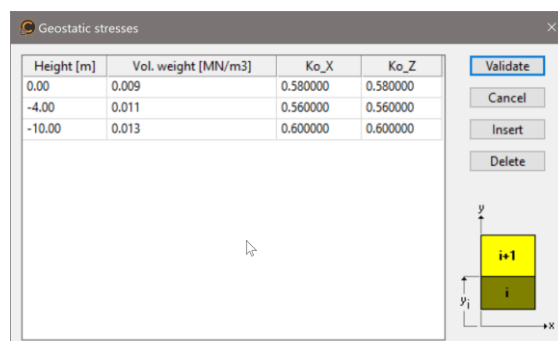 Geostatic stresses
Height [m] Vol. weight [MN/m3] Ko_X Ko_Z
0.00 0.009 0.580000 0.580000
-4.00 0.011 0.560000 0.560000
-10.00 0.013 0.600000 0.600000
Validate
Cancel
Insert
Delete
y
i+1
i
yi
x